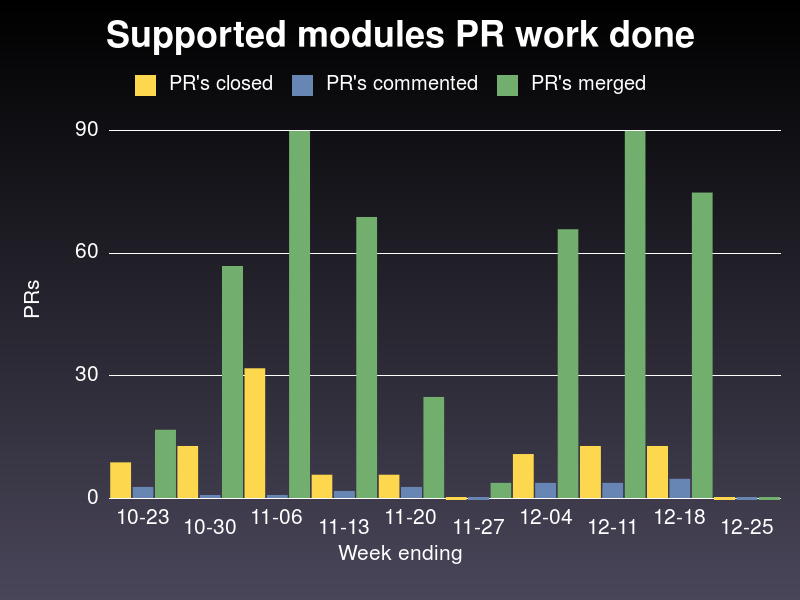 Supported modules PR work done
PR's closed PR's commented PR's merged
90
60
30
0
PRs
10-23 10-30 11-06 11-13 11-20 11-27 12-04 12-11 12-18 12-25
Week ending